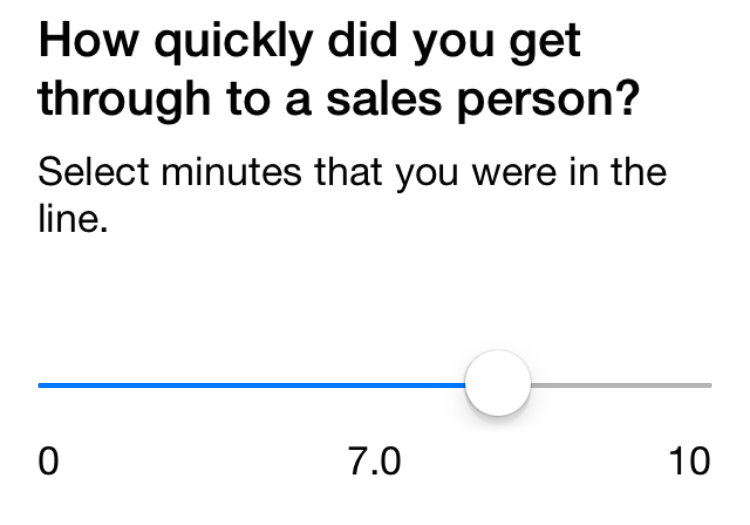 How quickly did you get
through to a sales person?
Select minutes that you were in the
line.
0 7.0 10